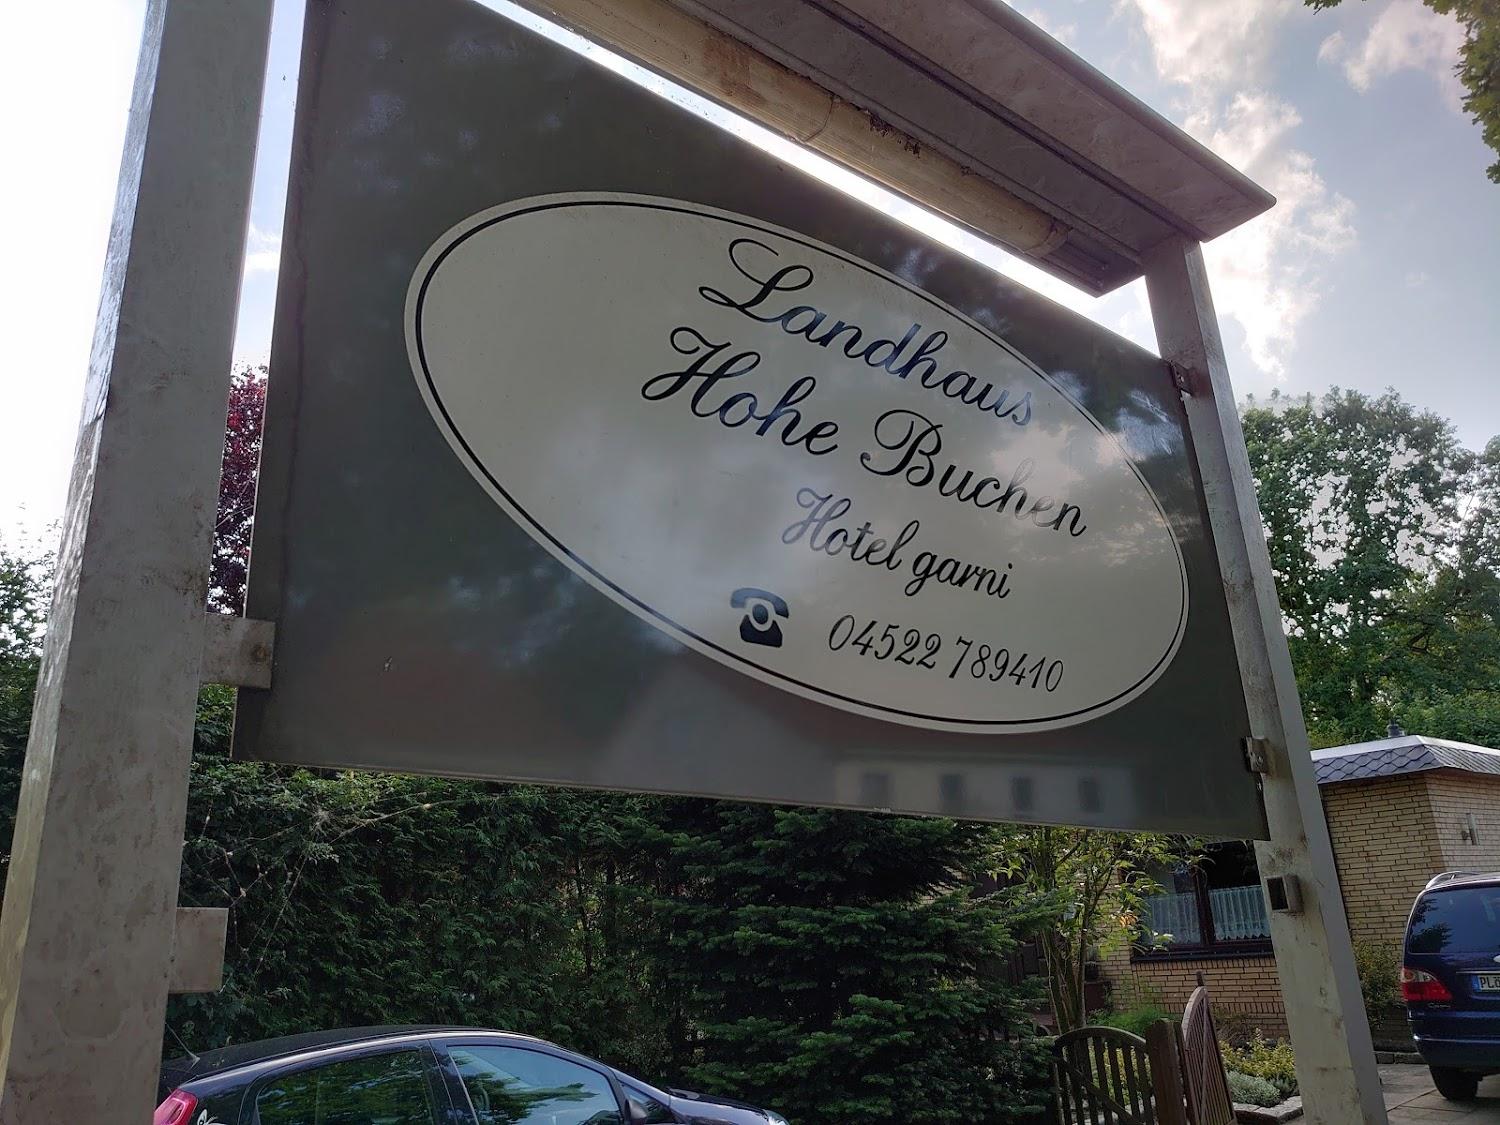 Landhaus
Hohe Buchen
Hotel garni
04522 789410